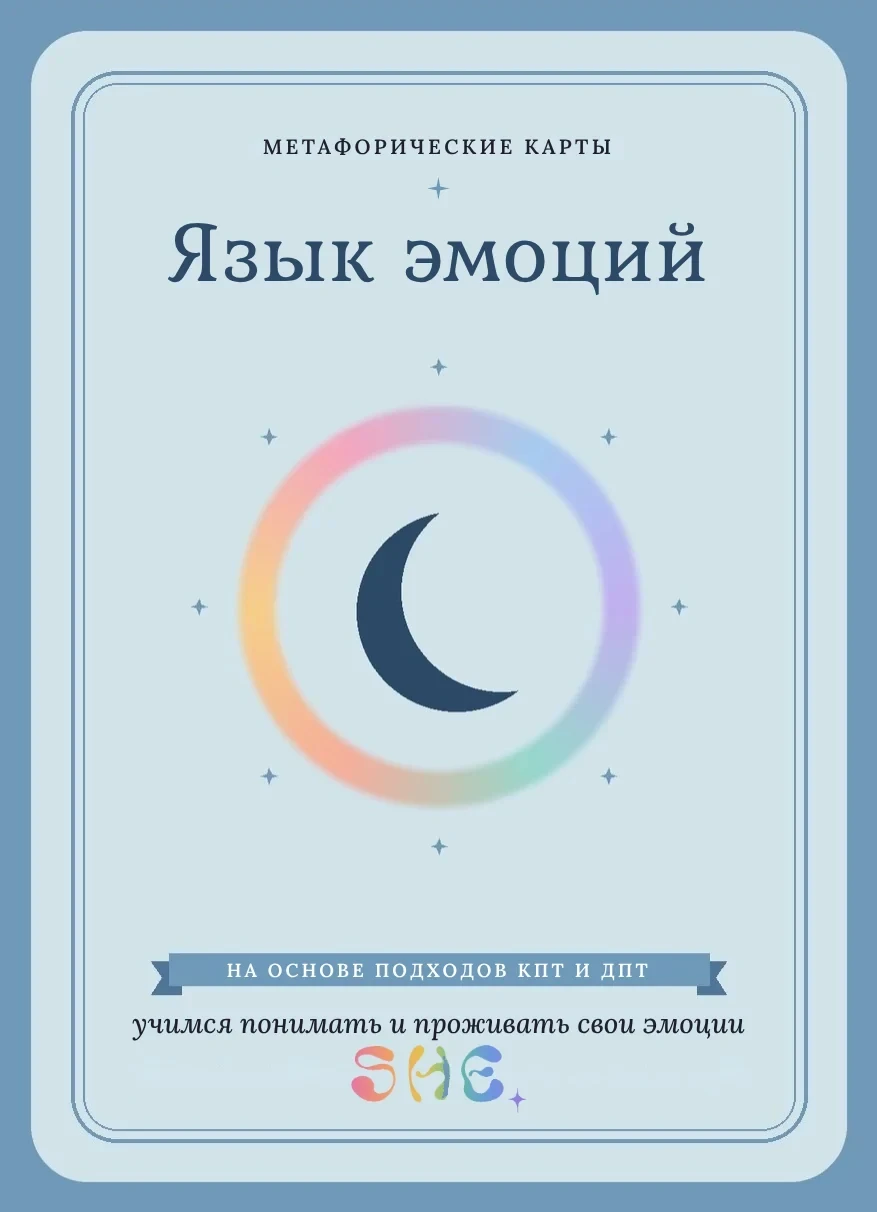 МЕТАФОРИЧЕСКИЕ КАРТЫ
Язык эмоций
НА ОСНОВЕ ПОДХОДОВ КПТ И ДПТ
учимся понимать и проживать свои эмоции
SHE